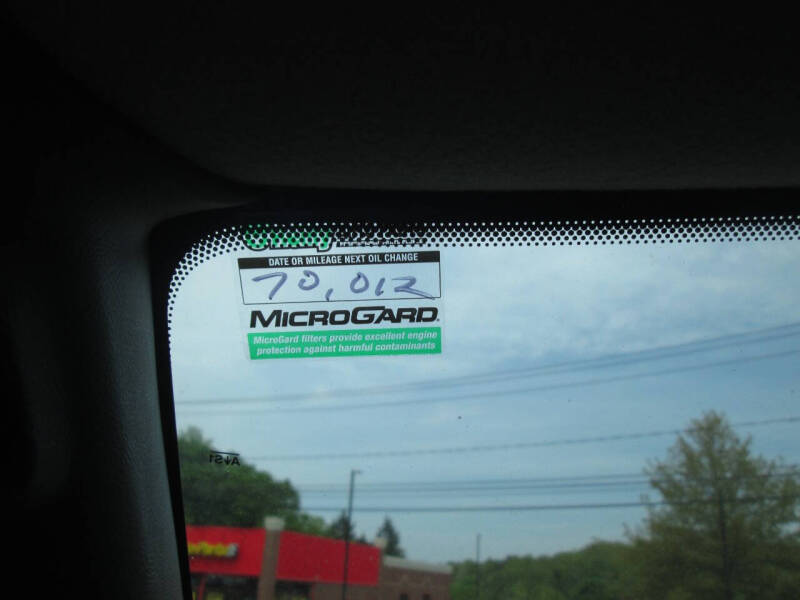 DATE OR MILEAGE NEXT OIL CHANGE
70,012
MICROGARD
MicroGard filters provide excellent engine
protection against harmful contaminants